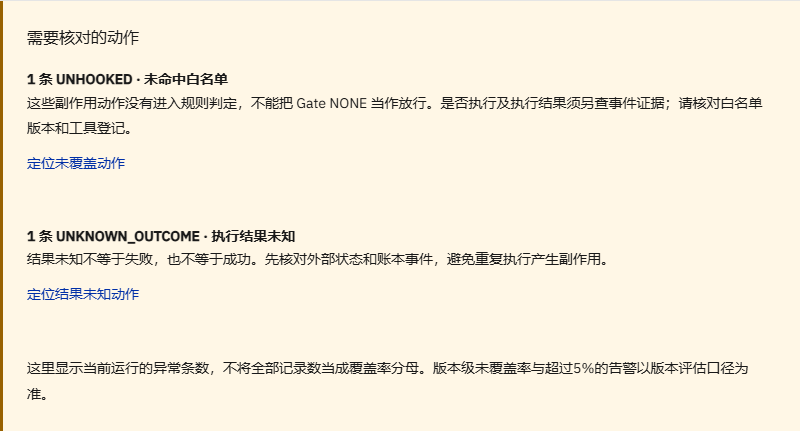 需要核对的动作
1 条 UNHOOKED · 未命中白名单
这些副作用动作没有进入规则判定，不能把 Gate NONE 当作放行。是否执行及执行结果须另查事件证据；请核对白名单
版本和工具登记。
定位未覆盖动作
1 条 UNKNOWN_OUTCOME · 执行结果未知
结果未知不等于失败，也不等于成功。先核对外部状态和账本事件，避免重复执行产生副作用。
定位结果未知动作
这里显示当前运行的异常条数，不将全部记录数当成覆盖率分母。版本级未覆盖率与超过5%的告警以版本评估口径为
准。